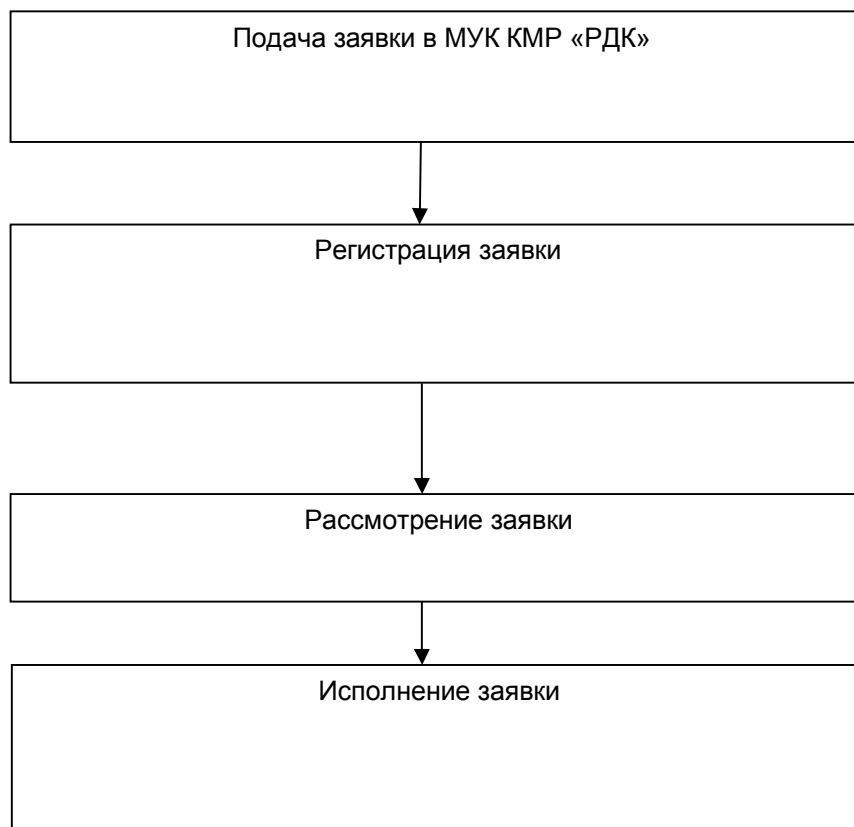 Подача заявки в МУК КМР «РДК»
Регистрация заявки
Рассмотрение заявки
Исполнение заявки